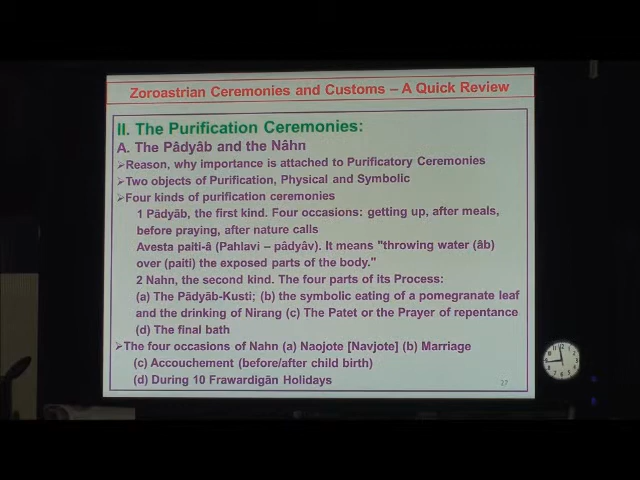 Zoroastrian Ceremonies and Customs – A Quick Review
II. The Purification Ceremonies:
A. The Pâdyâb and the Nâhn
➢Reason, why importance is attached to Purificatory Ceremonies
➢Two objects of Purification, Physical and Symbolic
➢Four kinds of purification ceremonies
1 Pādyāb, the first kind. Four occasions: getting up, after meals,
before praying, after nature calls
Avesta paiti-â (Pahlavi – pâdyâv). It means "throwing water (âb)
over (paiti) the exposed parts of the body."
2 Nahn, the second kind. The four parts of its Process:
(a) The Pādyāb-Kusti; (b) the symbolic eating of a pomegranate leaf
and the drinking of Nirang (c) The Patet or the Prayer of repentance
(d) The final bath
➢The four occasions of Nahn (a) Naojote [Navjote] (b) Marriage
(c) Accouchement (before/after child birth)
(d) During 10 Frawardigān Holidays
27